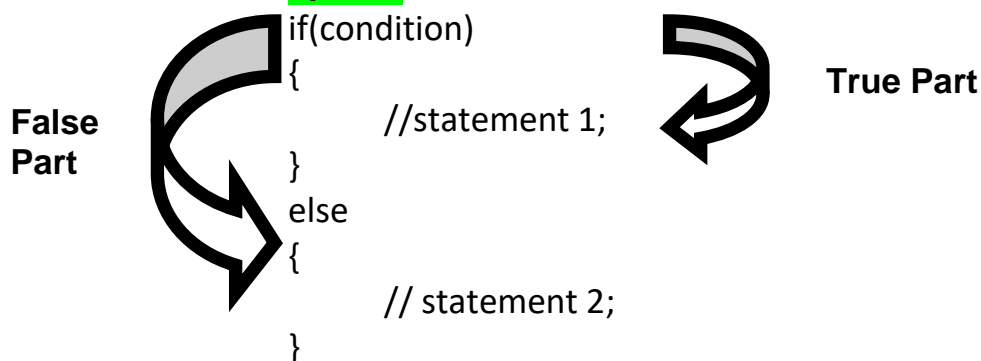 if(condition)
{
True Part
//statement 1;
False
Part
}
else
{
// statement 2;
}